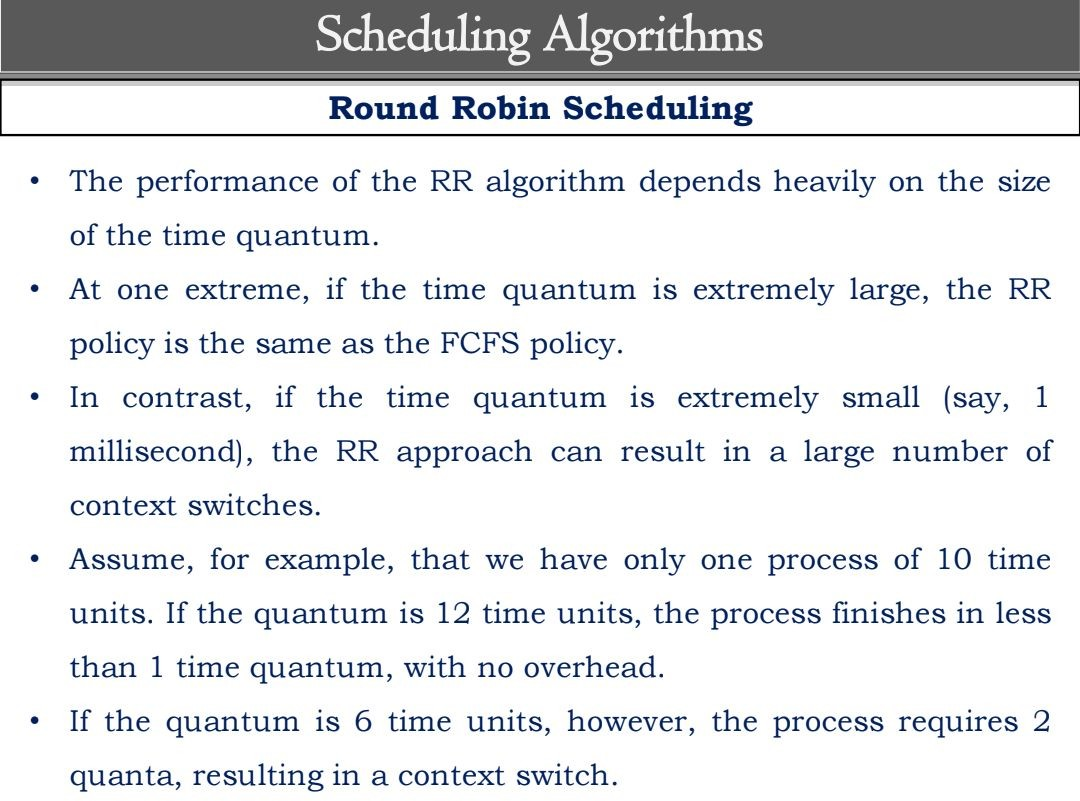 Scheduling Algorithms
Round Robin Scheduling
• The performance of the RR algorithm depends heavily on the size
of the time quantum.
• At one extreme, if the time quantum is extremely large, the RR
policy is the same as the FCFS policy.
• In contrast, if the time quantum is extremely small (say, 1
millisecond), the RR approach can result in a large number of
context switches.
• Assume, for example, that we have only one process of 10 time
units. If the quantum is 12 time units, the process finishes in less
than 1 time quantum, with no overhead.
• If the quantum is 6 time units, however, the process requires 2
quanta, resulting in a context switch.